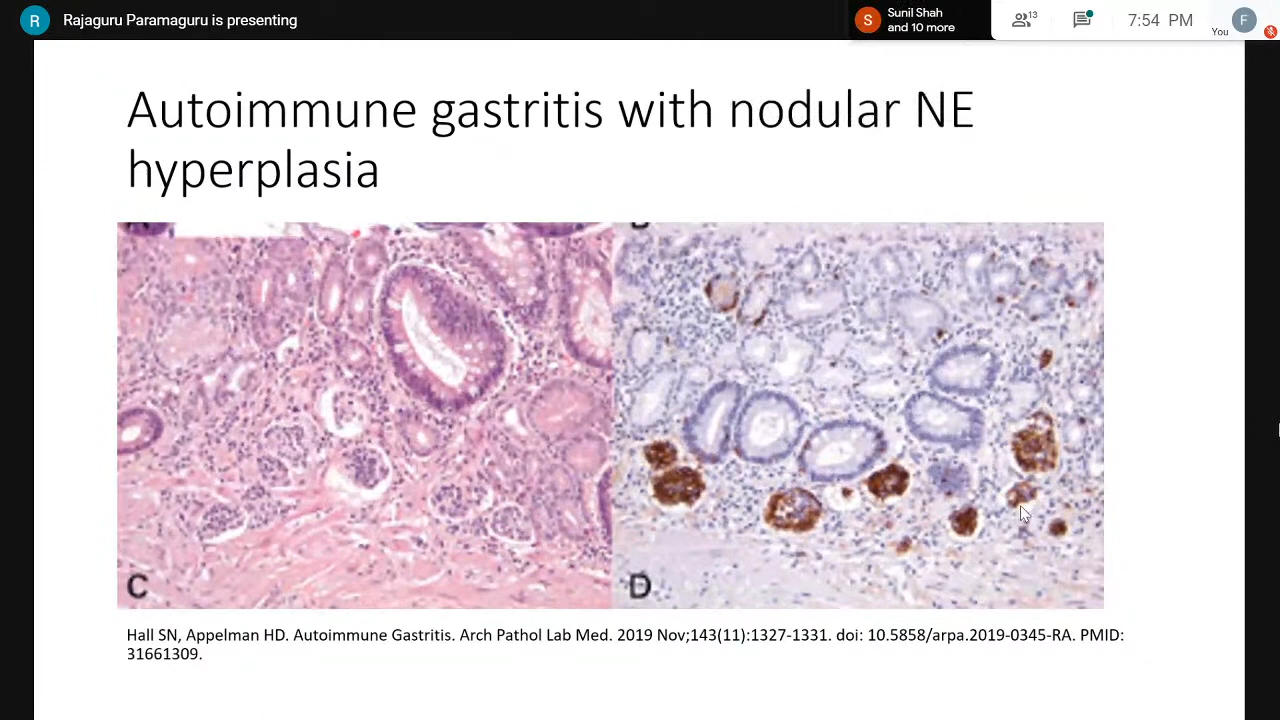 R Rajaguru Paramaguru is presenting
S Sunil Shah
and 10 more
13
7:54 PM
You
F
Autoimmune gastritis with nodular NE
hyperplasia
C
D
Hall SN, Appelman HD. Autoimmune Gastritis. Arch Pathol Lab Med. 2019 Nov;143(11):1327-1331. doi: 10.5858/arpa.2019-0345-RA. PMID:
31661309.